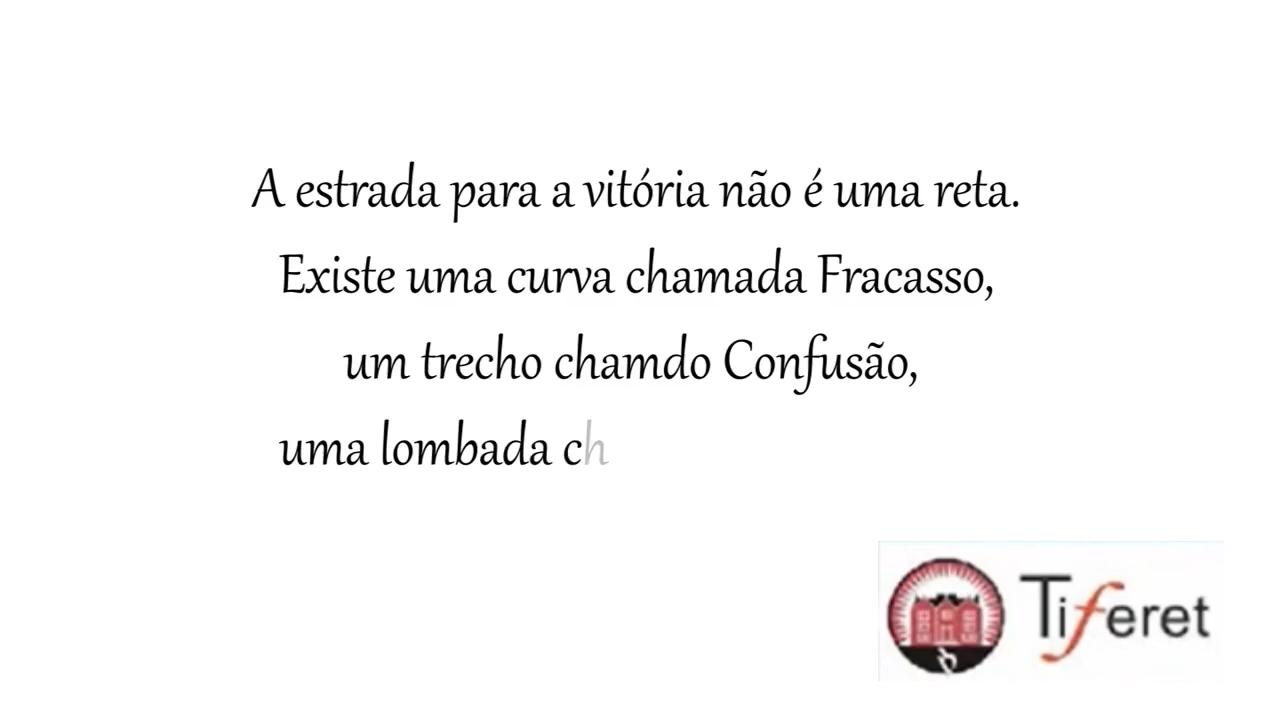 A estrada para a vitória não é uma reta.
Existe uma curva chamada Fracasso,
um trecho chamdo Confusão,
uma lombada ch
Tiferet